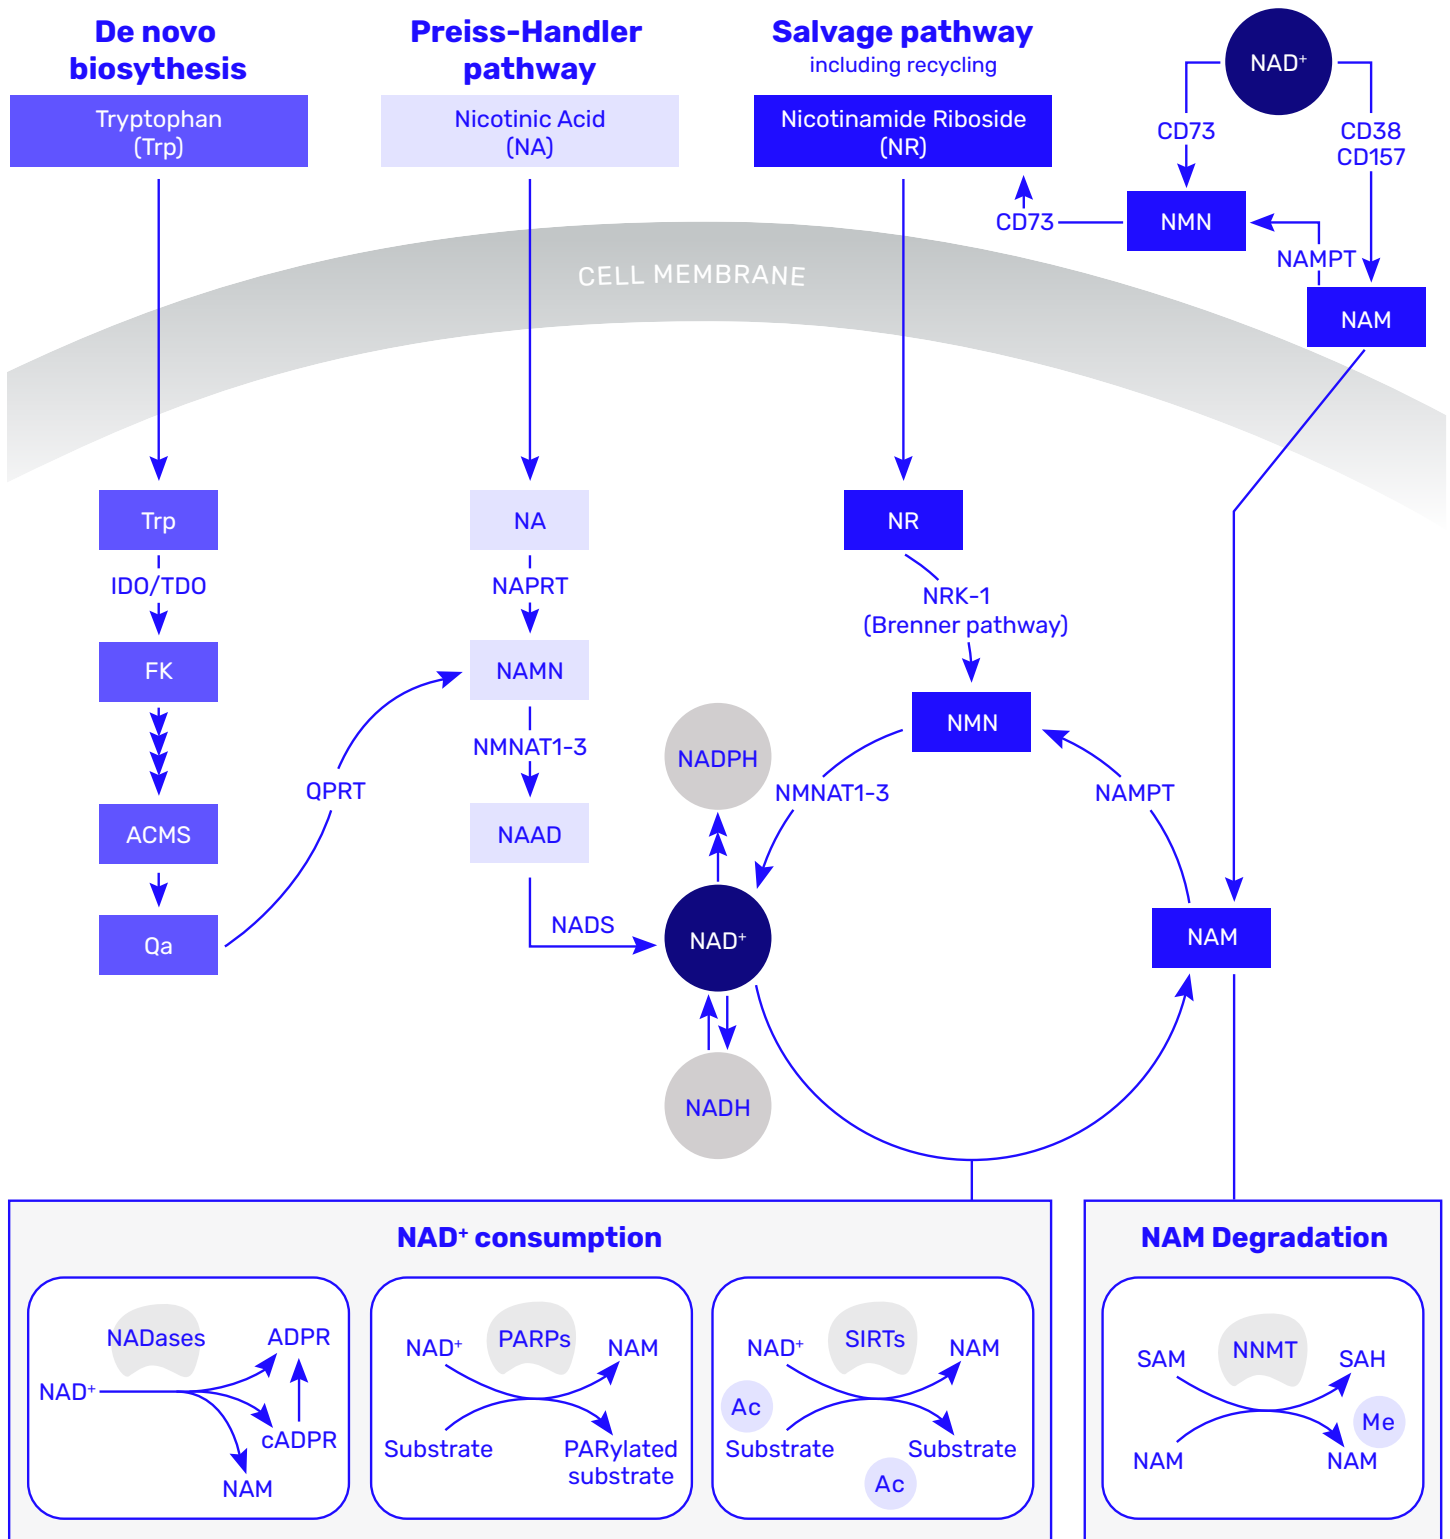 De novo
biosythesis
Tryptophan
(Trp)
Preiss-Handler
pathway
Nicotinic Acid
(NA)
Salvage pathway
including recycling
Nicotinamide Riboside
(NR)
NAD⁺
CD73
CD38
CD157
NMN
CD73
NAMPT
NAM
CELL MEMBRANE
Trp
IDO/TDO
FK
ACMS
Qa
QPRT
NA
NAPRT
NAMN
NMNAT1-3
NAAD
NADS
NR
NRK-1
(Brenner pathway)
NMN
NADPH
NMNAT1-3
NAMPT
NAD⁺
NAM
NADH
NAD⁺ consumption
NADases
ADPR
NAD⁺
cADPR
NAM
NAD⁺
PARPs
NAM
Substrate
PARylated
substrate
NAD⁺
SIRTs
NAM
Ac
Substrate
Substrate
Ac
NAM Degradation
SAM
NNMT
SAH
Me
NAM
NAM